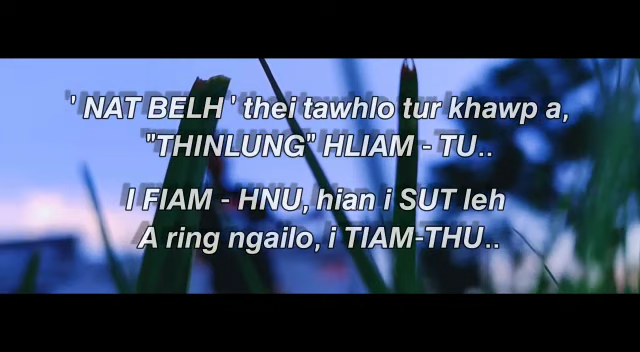 ' NAT BELH ' thei tawhlo tur khawp a,
"THINLUNG" HLIAM - TU..
I FIAM - HNU, hian i SUT leh
A ring ngailo, i TIAM-THU..